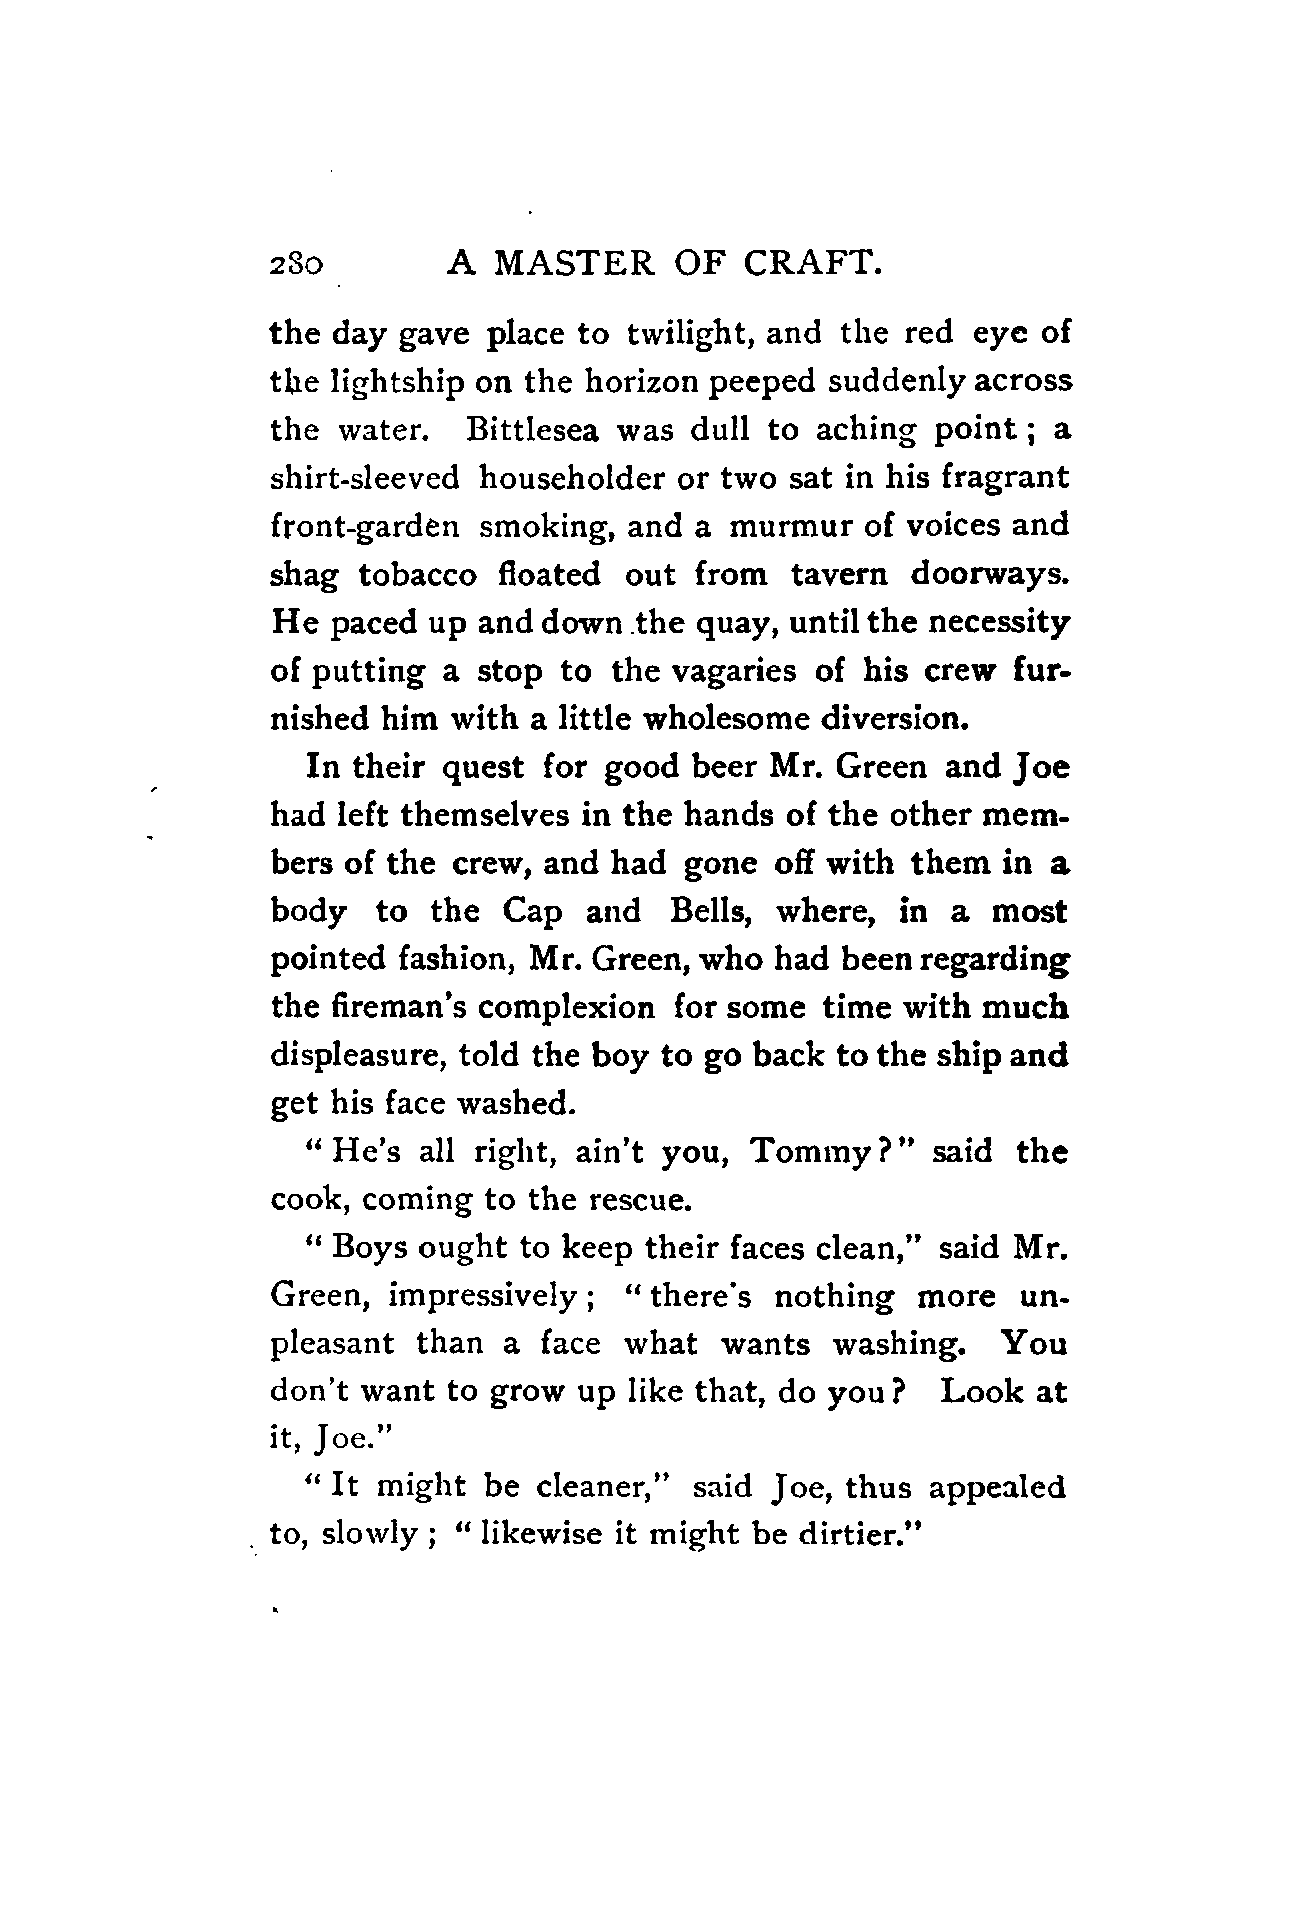 280 A MASTER OF CRAFT.
the day gave place to twilight, and the red eye of
the lightship on the horizon peeped suddenly across
the water. Bittlesea was dull to aching point; a
shirt-sleeved householder or two sat in his fragrant
front-garden smoking, and a murmur of voices and
shag tobacco floated out from tavern doorways.
He paced up and down the quay, until the necessity
of putting a stop to the vagaries of his crew fur-
nished him with a little wholesome diversion.
In their quest for good beer Mr. Green and Joe
had left themselves in the hands of the other mem-
bers of the crew, and had gone off with them in a
body to the Cap and Bells, where, in a most
pointed fashion, Mr. Green, who had been regarding
the fireman's complexion for some time with much
displeasure, told the boy to go back to the ship and
get his face washed.
"He's all right, ain't you, Tommy?" said the
cook, coming to the rescue.
"Boys ought to keep their faces clean," said Mr.
Green, impressively; "there's nothing more un-
pleasant than a face what wants washing. You
don't want to grow up like that, do you? Look at
it, Joe."
"It might be cleaner," said Joe, thus appealed
to, slowly; "likewise it might be dirtier."